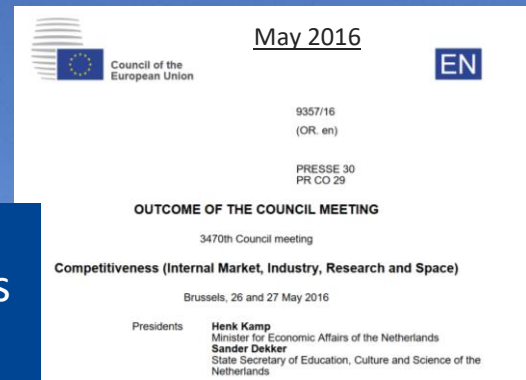 May 2016
Council of the
European Union
EN
9357/16
(OR. en)
PRESSE 30
PR CO 29
OUTCOME OF THE COUNCIL MEETING
3470th Council meeting
Competitiveness (Internal Market, Industry, Research and Space)
s
Brussels, 26 and 27 May 2016
Presidents Henk Kamp
Minister for Economic Affairs of the Netherlands
Sander Dekker
State Secretary of Education, Culture and Science of the
Netherlands